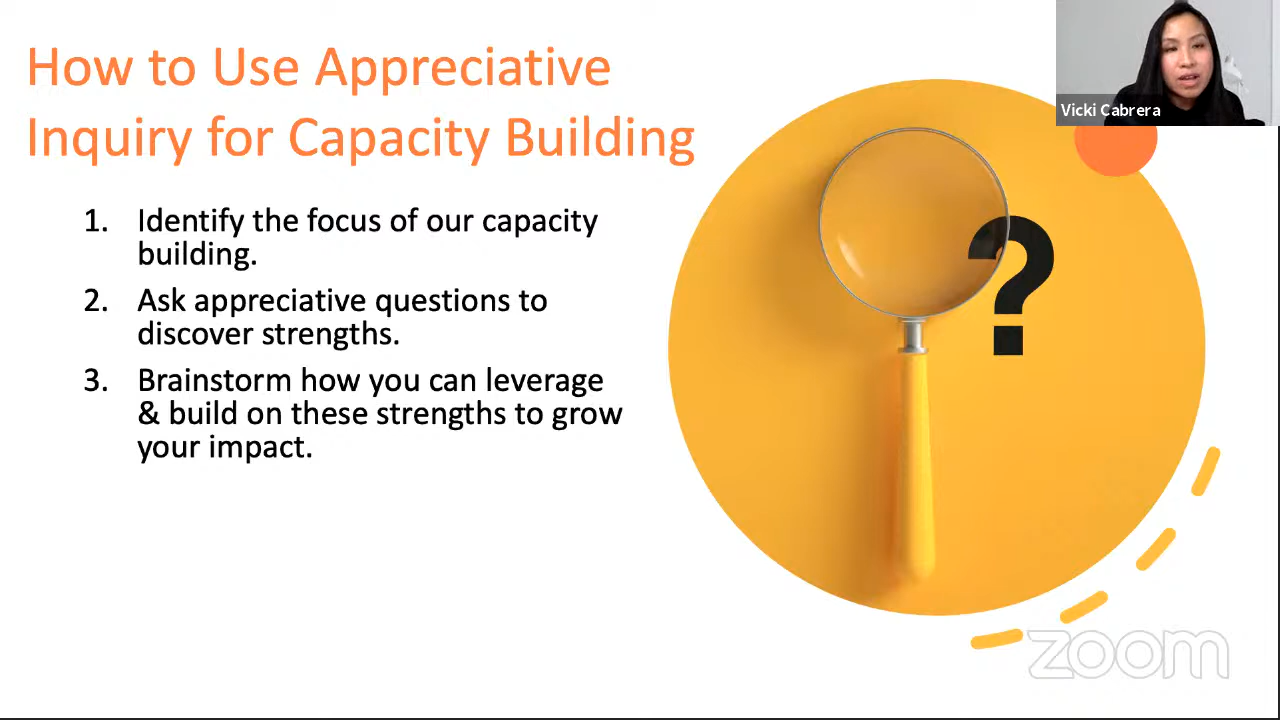 How to Use Appreciative
Inquiry for Capacity Building
1. Identify the focus of our capacity
building.
2. Ask appreciative questions to
discover strengths.
3. Brainstorm how you can leverage
& build on these strengths to grow
your impact.
?
Vicki Cabrera
zoom